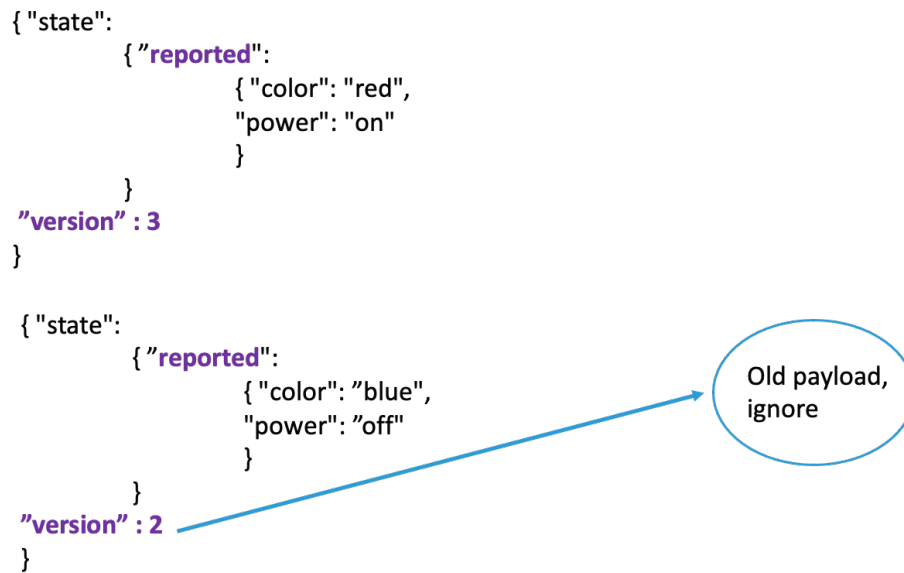 { "state":
{ ”reported":
{ "color": "red",
"power": "on"
}
}
”version” : 3
}
{ "state":
{ ”reported":
{ "color": ”blue",
"power": ”off"
}
}
”version” : 2
}
Old payload,
ignore